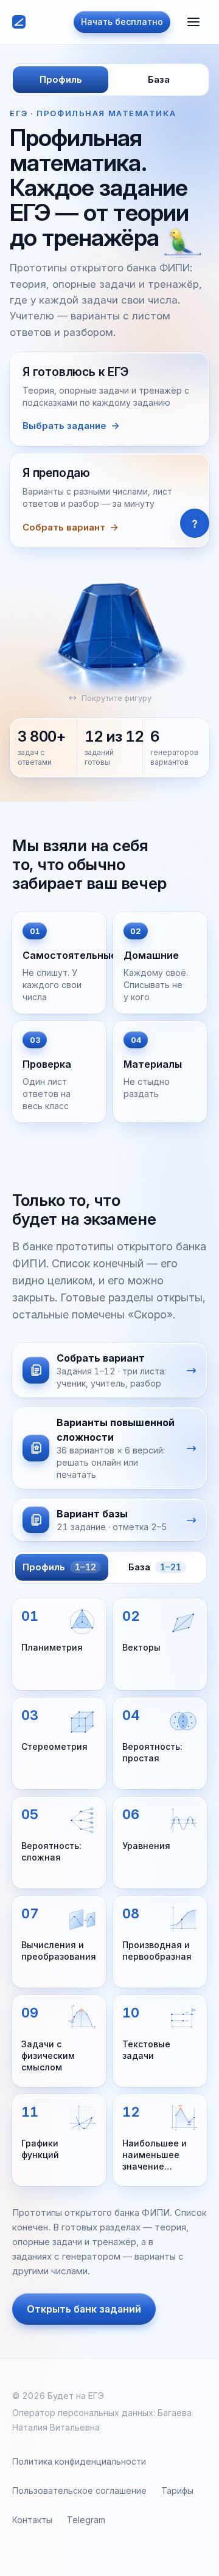 Начать бесплатно
Профиль
База
ЕГЭ · ПРОФИЛЬНАЯ МАТЕМАТИКА
Профильная
математика.
Каждое задание
ЕГЭ — от теории
до тренажёра
Прототипы открытого банка ФИПИ:
теория, опорные задачи и тренажёр,
где у каждой задачи свои числа.
Учителю — варианты с листом
ответов и разбором.
Я готовлюсь к ЕГЭ
Теория, опорные задачи и тренажёр с
подсказками по каждому заданию
Выбрать задание →
Я преподаю
Варианты с разными числами, лист
ответов и разбор — за минуту
Собрать вариант →
?
↔ Покрутите фигуру
3 800+
задач с
ответами
12 из 12
заданий
готовы
6
генераторов
вариантов
Мы взяли на себя
то, что обычно
забирает ваш вечер
01
Самостоятельные
Не спишут. У
каждого свои
числа
02
Домашние
Каждому своё.
Списывать не
у кого
03
Проверка
Один лист
ответов на
весь класс
04
Материалы
Не стыдно
раздать
Только то, что
будет на экзамене
В банке прототипы открытого банка
ФИПИ. Список конечный — его
видно целиком, и его можно
закрыть. Готовые разделы открыты,
остальные помечены «Скоро».
Собрать вариант
Задания 1–12 · три листа:
ученик, учитель, разбор
→
Варианты повышенной
сложности
36 вариантов × 6 версий:
решать онлайн или
печатать
→
Вариант базы
21 задание · отметка 2–5
→
Профиль 1–12
База 1–21
01
Планиметрия
02
Векторы
03
Стереометрия
04
Вероятность:
простая
05
Вероятность:
сложная
06
Уравнения
07
Вычисления и
преобразования
08
Производная и
первообразная
09
Задачи с
физическим
смыслом
10
Текстовые
задачи
11
Графики
функций
12
Наибольшее и
наименьшее
значение…
Прототипы открытого банка ФИПИ. Список
конечен. В готовых разделах — теория,
опорные задачи и тренажёр, а в
заданиях с генератором — варианты с
другими числами.
Открыть банк заданий
© 2026 Будет на ЕГЭ
Оператор персональных данных: Багаева
Наталия Витальевна
Политика конфиденциальности
Пользовательское соглашение
Тарифы
Контакты
Telegram